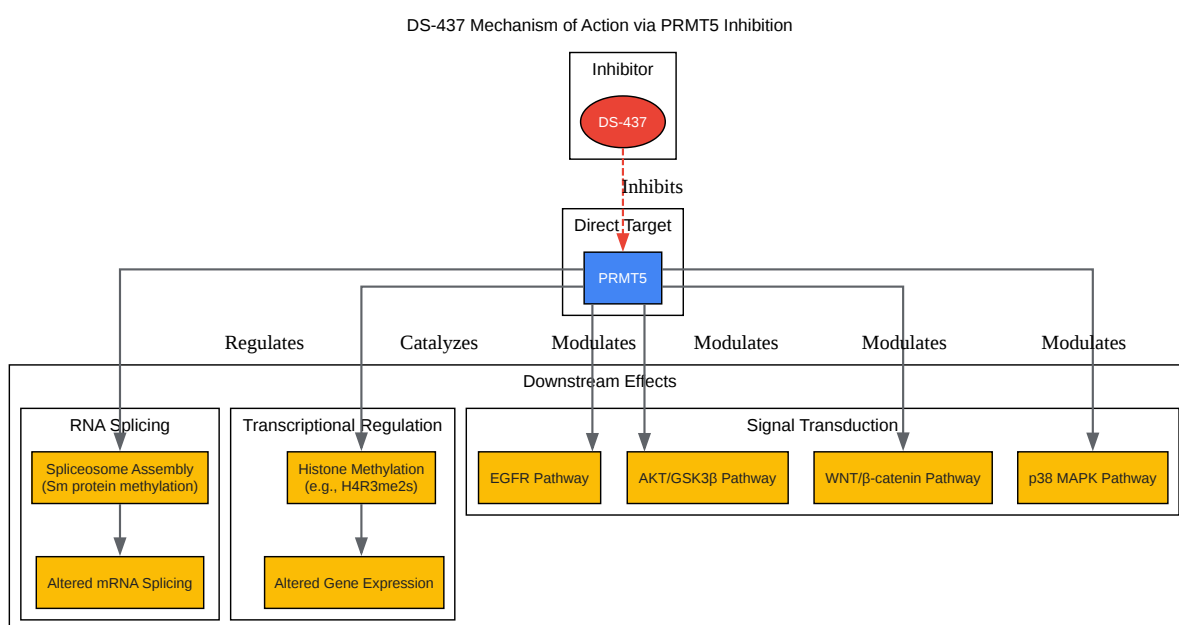 DS-437 Mechanism of Action via PRMT5 Inhibition
Inhibitor
DS-437
Inhibits
Direct Target
PRMT5
Regulates
Catalyzes
Modulates
Modulates
Modulates
Modulates
Downstream Effects
RNA Splicing
Transcriptional Regulation
Signal Transduction
Spliceosome Assembly
(Sm protein methylation)
Histone Methylation
(e.g., H4R3me2s)
EGFR Pathway
AKT/GSK3β Pathway
WNT/β-catenin Pathway
p38 MAPK Pathway
Altered mRNA Splicing
Altered Gene Expression